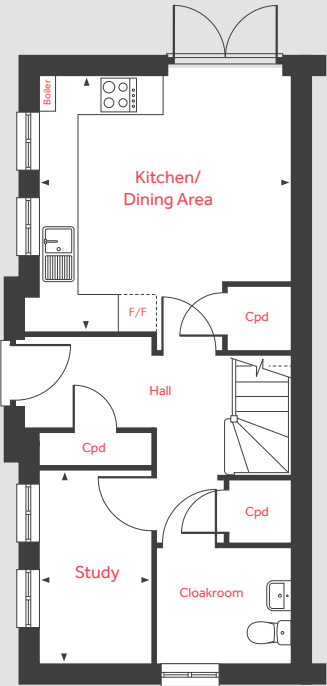 Boiler
Kitchen/
Dining Area
F/F
Cpd
Hall
Cpd
Cpd
Study
Cloakroom